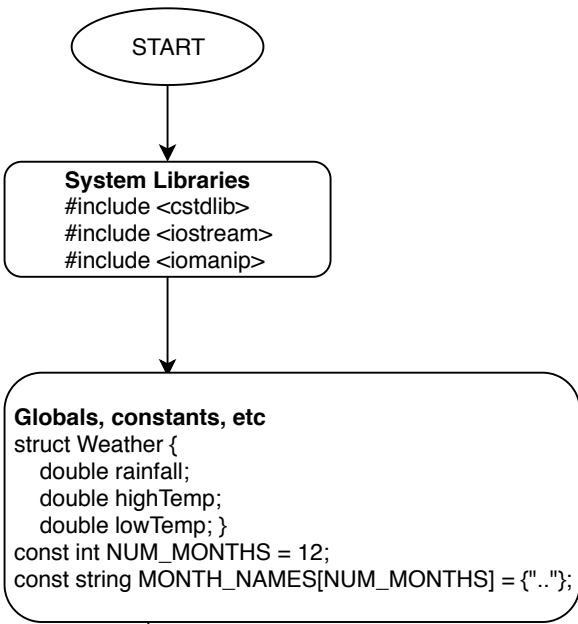 START
System Libraries
#include <cstdlib>
#include <iostream>
#include <iomanip>
Globals, constants, etc
struct Weather {
double rainfall;
double highTemp;
double lowTemp; }
const int NUM_MONTHS = 12;
const string MONTH_NAMES[NUM_MONTHS] = {".."};